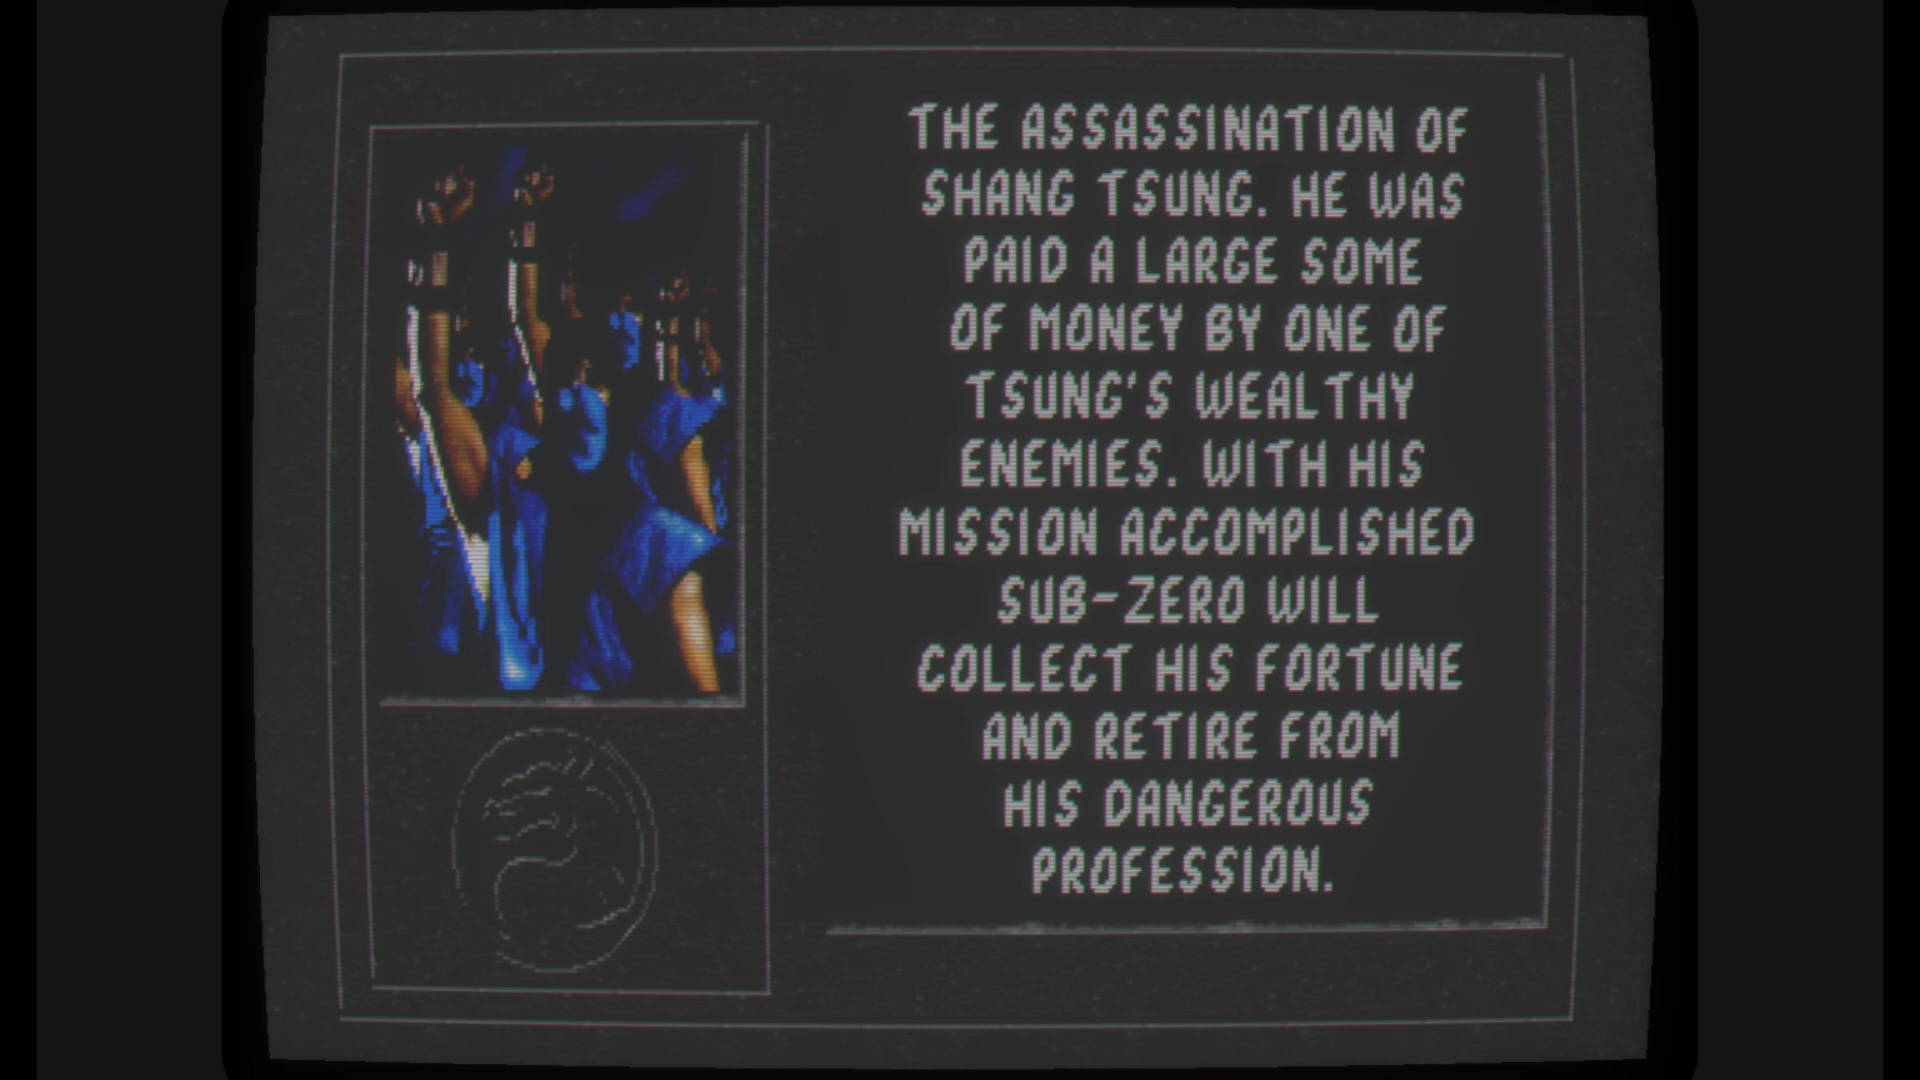 THE ASSASSINATION OF
SHANG TSUNG. HE WAS
PAID A LARGE SOME
OF MONEY BY ONE OF
TSUNG'S WEALTHY
ENEMIES. WITH HIS
MISSION ACCOMPLISHED
SUB-ZERO WILL
COLLECT HIS FORTUNE
AND RETIRE FROM
HIS DANGEROUS
PROFESSION.